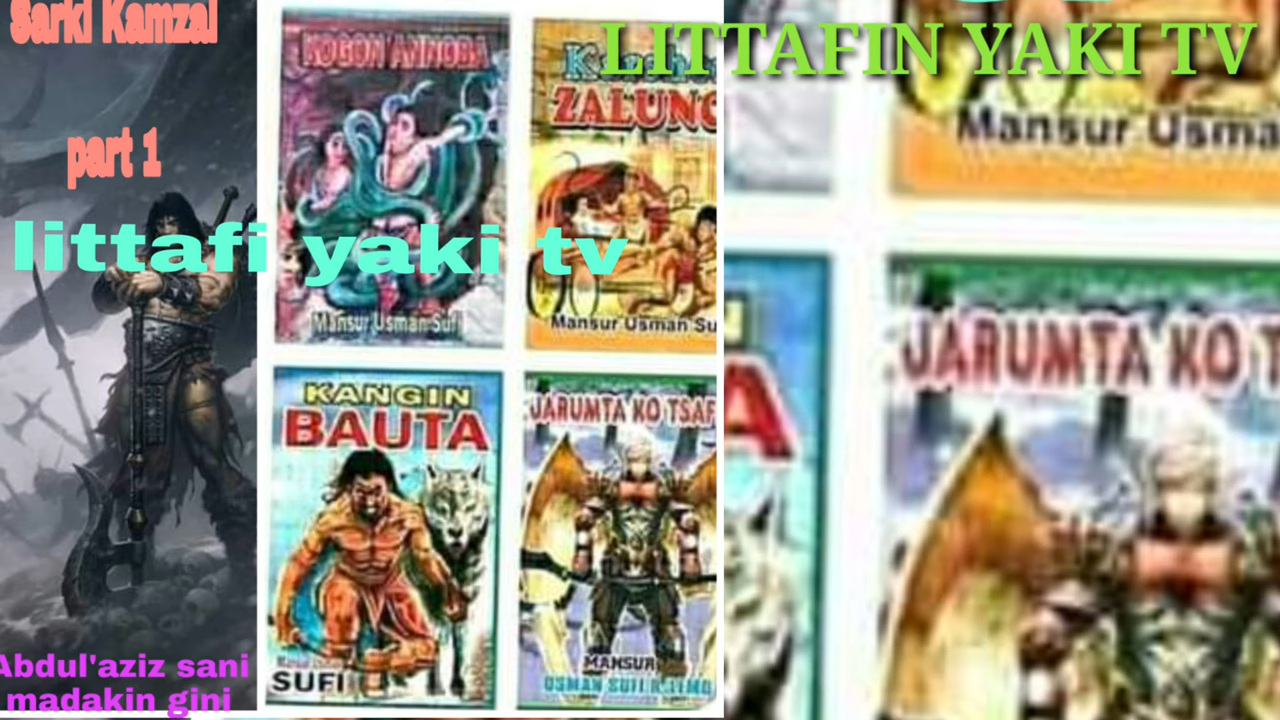 Sarki Kamzal
part 1
littafi yaki tv
Abdul'aziz sani
madakin gini
KOGON ANNOBA
Mansur Usman Sufi
ZALUNC
Mansur Usman Su
KANGIN
BAUTA
SUFI
JARUMTA KO TSAF
MANSUR
USMAN SUFI
LITTAFIN YAKI TV
Mansur Usma
A
JARUMTA KO T